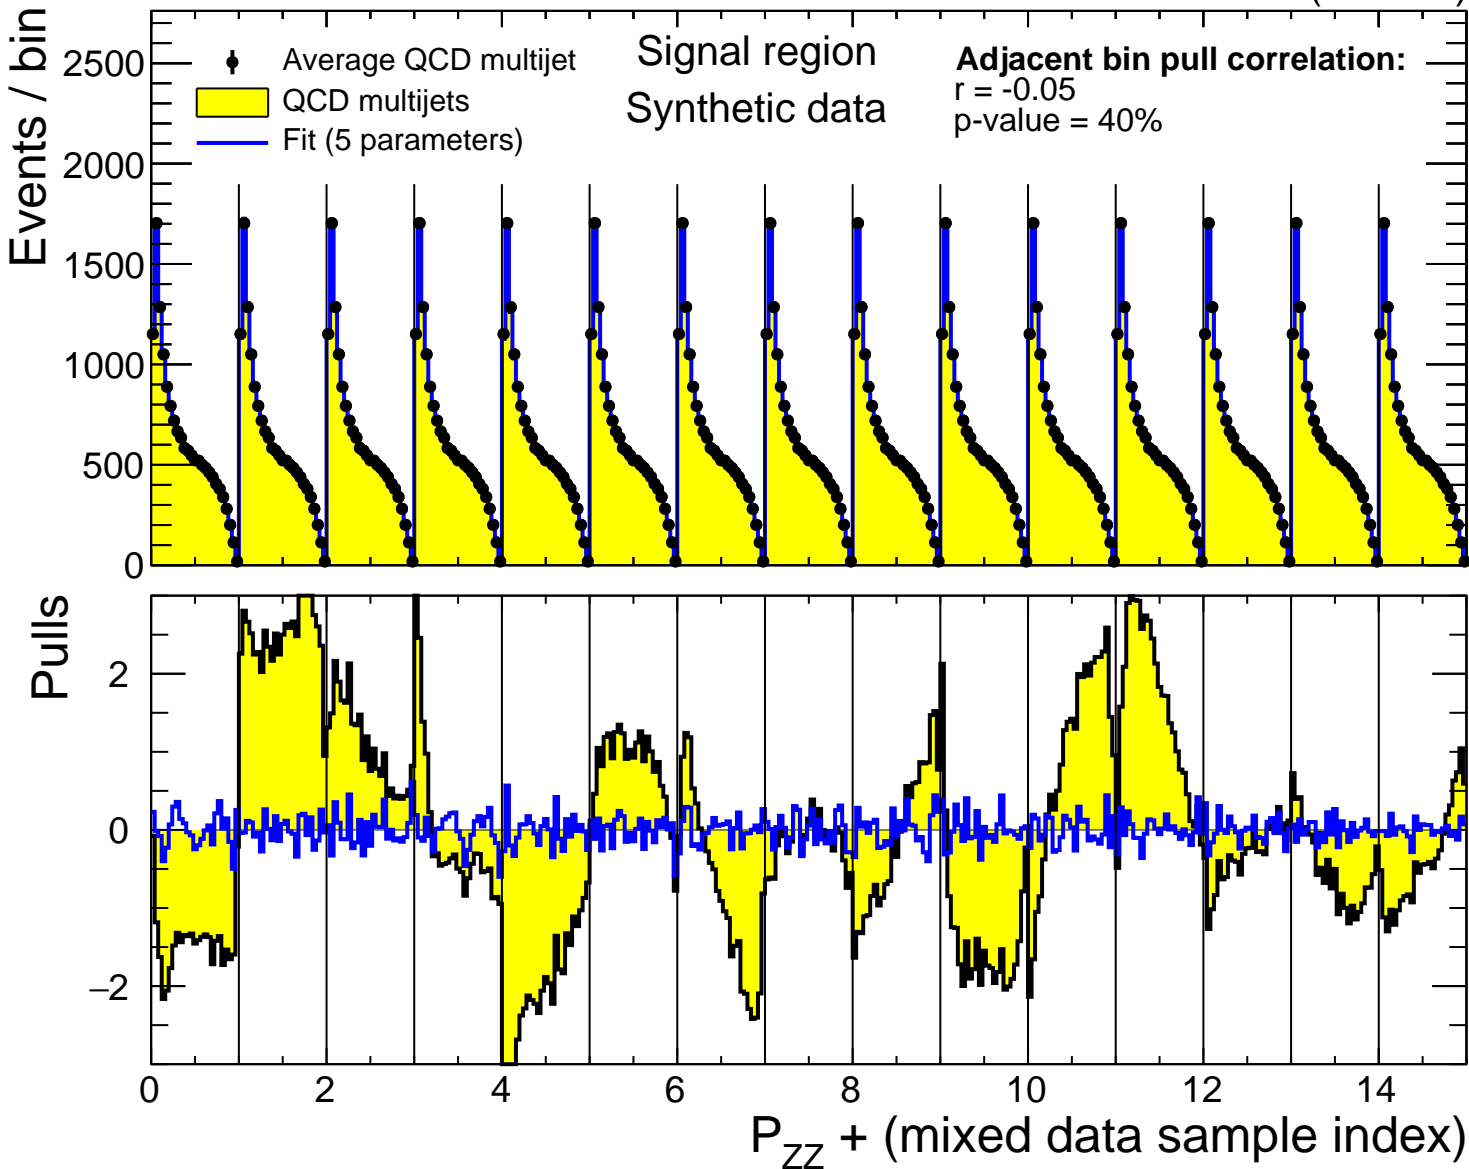 Events / bin
2500
2000
1500
1000
500
0
Average QCD multijet
QCD multijets
Fit (5 parameters)
Signal region
Synthetic data
Adjacent bin pull correlation:
r = -0.05
p-value = 40%
Pulls
2
0
−2
0 2 4 6 8 10 12 14
P_ZZ + (mixed data sample index)